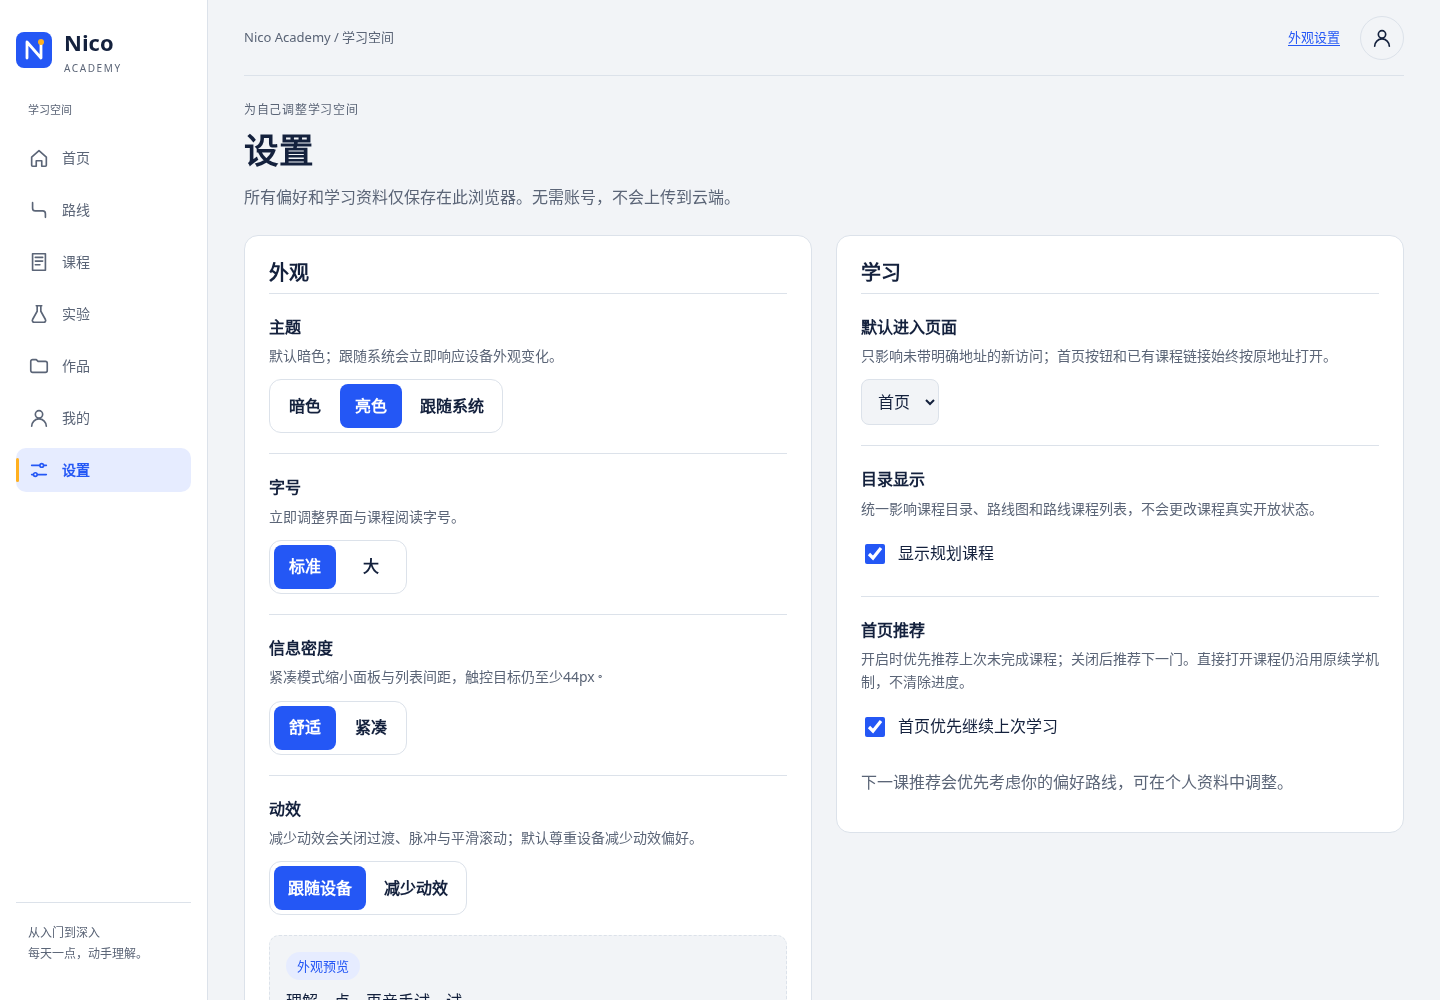 Nico
ACADEMY
学习空间
首页
路线
课程
实验
作品
我的
设置
从入门到深入
每天一点，动手理解。
Nico Academy / 学习空间
外观设置
为自己调整学习空间
设置
所有偏好和学习资料仅保存在此浏览器。无需账号，不会上传到云端。
外观
主题
默认暗色；跟随系统会立即响应设备外观变化。
暗色 亮色 跟随系统
字号
立即调整界面与课程阅读字号。
标准 大
信息密度
紧凑模式缩小面板与列表间距，触控目标仍至少44px。
舒适 紧凑
动效
减少动效会关闭过渡、脉冲与平滑滚动；默认尊重设备减少动效偏好。
跟随设备 减少动效
外观预览
理解一点，再亲手试一试
学习
默认进入页面
只影响未带明确地址的新访问；首页按钮和已有课程链接始终按原地址打开。
首页
目录显示
统一影响课程目录、路线图和路线课程列表，不会更改课程真实开放状态。
显示规划课程
首页推荐
开启时优先推荐上次未完成课程；关闭后推荐下一门。直接打开课程仍沿用原续学机
制，不清除进度。
首页优先继续上次学习
下一课推荐会优先考虑你的偏好路线，可在个人资料中调整。